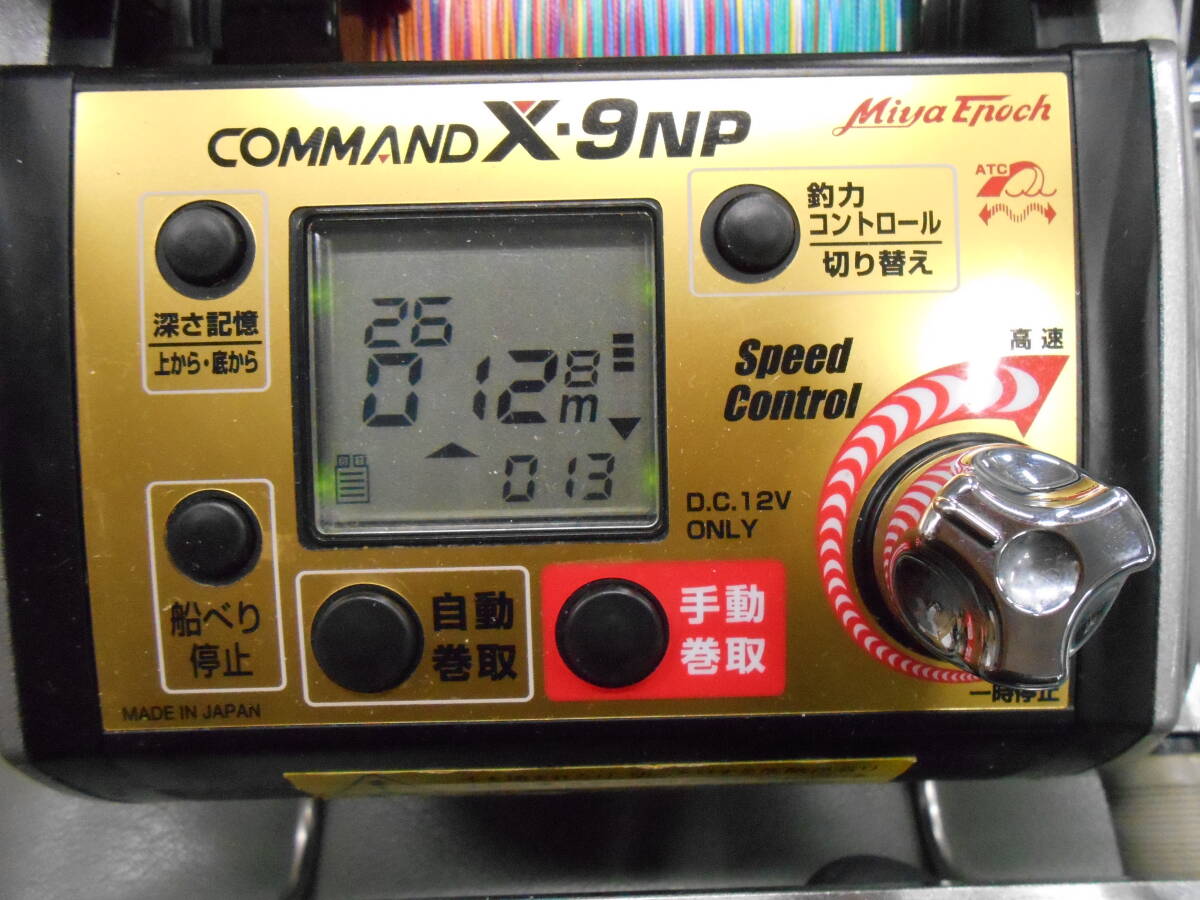 COMMAND X-9NP
Miya Epoch
ATC
深さ記憶
上から・底から
釣力
コントロール
切り替え
26
012 8
m
013
Speed
Control
高速
D.C.12V
ONLY
船べり
停止
自動
巻取
手動
巻取
一時停止
MADE IN JAPAN